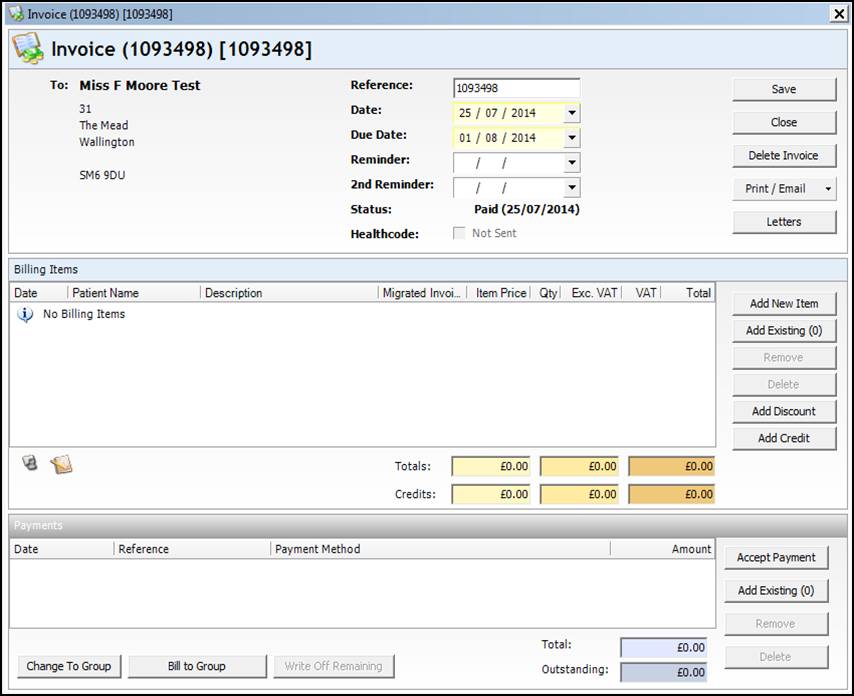 Invoice (1093498) [1093498]
Invoice (1093498) [1093498]
To: Miss F Moore Test
31
The Mead
Wallington
SM6 9DU
Reference: 1093498
Date: 25 / 07 / 2014
Due Date: 01 / 08 / 2014
Reminder: / /
2nd Reminder: / /
Status: Paid (25/07/2014)
Healthcode: Not Sent
Save
Close
Delete Invoice
Print / Email
Letters
Billing Items
Date Patient Name Description Migrated Invoi... Item Price Qty Exc. VAT VAT Total
No Billing Items
Add New Item
Add Existing (0)
Remove
Delete
Add Discount
Add Credit
Totals: £0.00 £0.00 £0.00
Credits: £0.00 £0.00 £0.00
Payments
Date Reference Payment Method Amount
Accept Payment
Add Existing (0)
Remove
Delete
Total: £0.00
Outstanding: £0.00
Change To Group Bill to Group Write Off Remaining